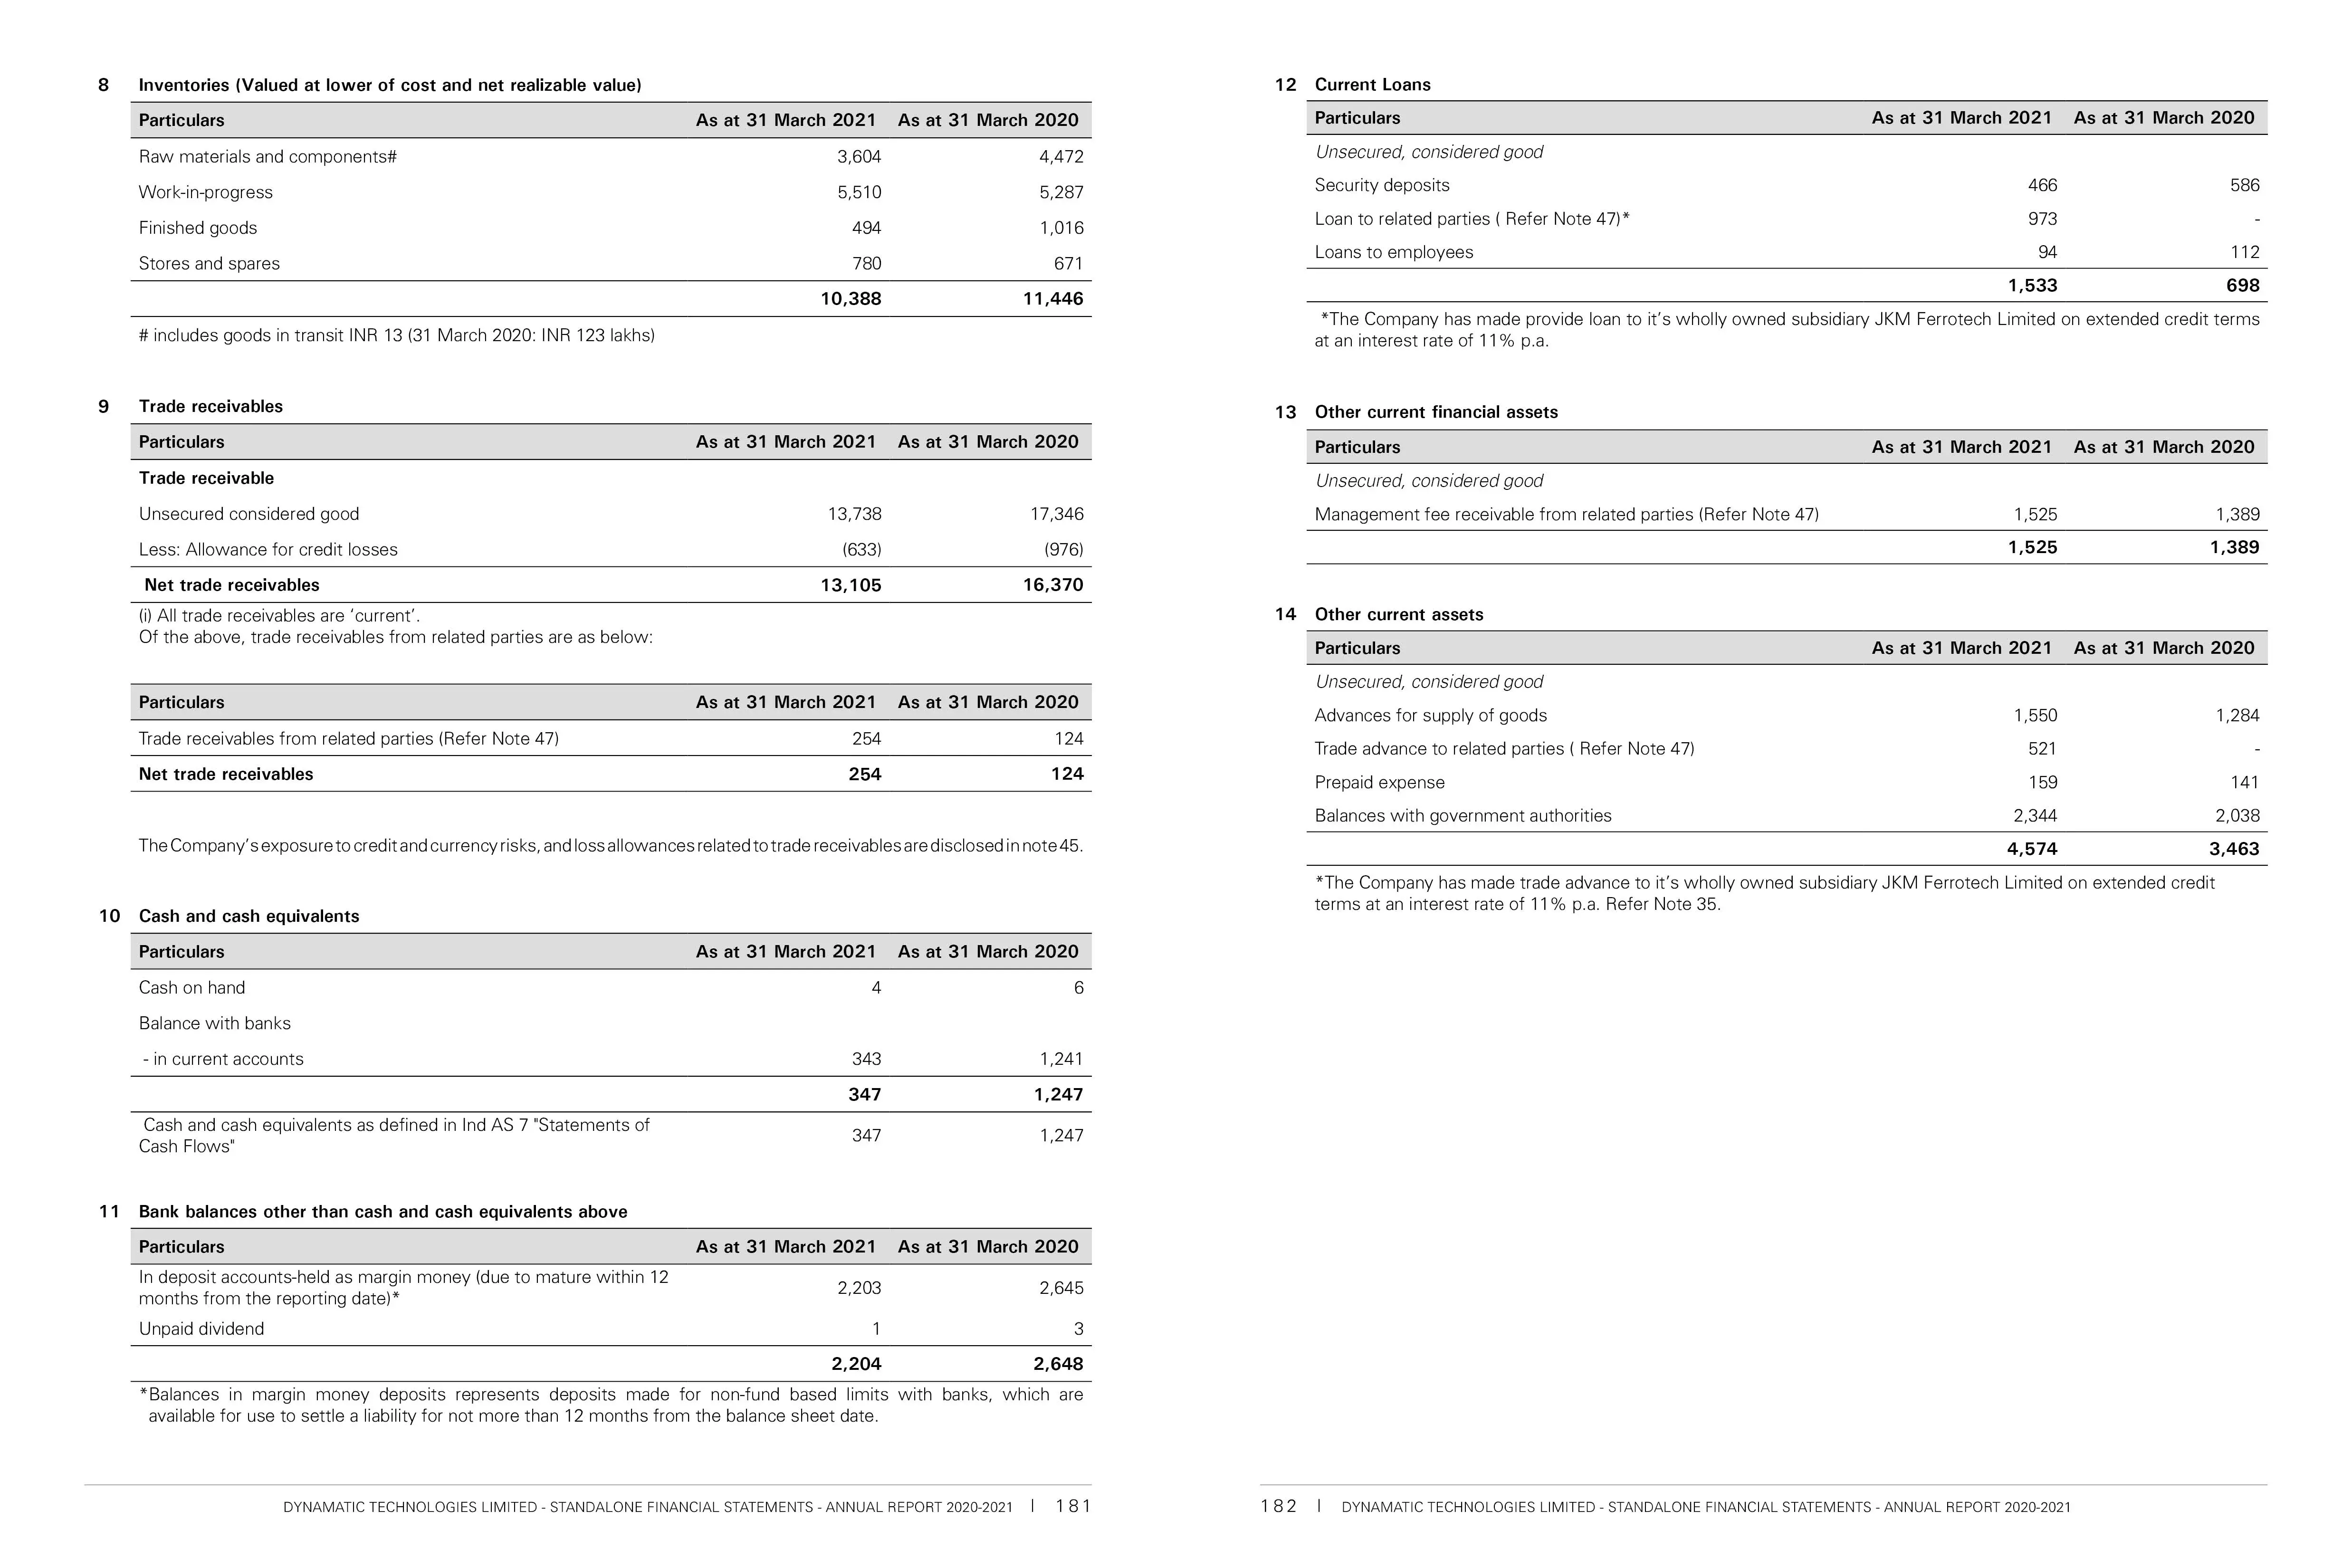 8 Inventories (Valued at lower of cost and net realizable value)
Particulars As at 31 March 2021 As at 31 March 2020
Raw materials and components# 3,604 4,472
Work-in-progress 5,510 5,287
Finished goods 494 1,016
Stores and spares 780 671
10,388 11,446
# includes goods in transit INR 13 (31 March 2020: INR 123 lakhs)
9 Trade receivables
Particulars As at 31 March 2021 As at 31 March 2020
Trade receivable
Unsecured considered good 13,738 17,346
Less: Allowance for credit losses (633) (976)
Net trade receivables 13,105 16,370
(i) All trade receivables are ‘current’.
Of the above, trade receivables from related parties are as below:
Particulars As at 31 March 2021 As at 31 March 2020
Trade receivables from related parties (Refer Note 47) 254 124
Net trade receivables 254 124
The Company’s exposure to credit and currency risks, and loss allowances related to trade receivables are disclosed in note 45.
10 Cash and cash equivalents
Particulars As at 31 March 2021 As at 31 March 2020
Cash on hand 4 6
Balance with banks
- in current accounts 343 1,241
347 1,247
Cash and cash equivalents as defined in Ind AS 7 "Statements of
Cash Flows" 347 1,247
11 Bank balances other than cash and cash equivalents above
Particulars As at 31 March 2021 As at 31 March 2020
In deposit accounts-held as margin money (due to mature within 12
months from the reporting date)* 2,203 2,645
Unpaid dividend 1 3
2,204 2,648
*Balances in margin money deposits represents deposits made for non-fund based limits with banks, which are
available for use to settle a liability for not more than 12 months from the balance sheet date.
DYNAMATIC TECHNOLOGIES LIMITED - STANDALONE FINANCIAL STATEMENTS - ANNUAL REPORT 2020-2021 | 181
12 Current Loans
Particulars As at 31 March 2021 As at 31 March 2020
Unsecured, considered good
Security deposits 466 586
Loan to related parties ( Refer Note 47)* 973 -
Loans to employees 94 112
1,533 698
*The Company has made provide loan to it’s wholly owned subsidiary JKM Ferrotech Limited on extended credit terms
at an interest rate of 11% p.a.
13 Other current financial assets
Particulars As at 31 March 2021 As at 31 March 2020
Unsecured, considered good
Management fee receivable from related parties (Refer Note 47) 1,525 1,389
1,525 1,389
14 Other current assets
Particulars As at 31 March 2021 As at 31 March 2020
Unsecured, considered good
Advances for supply of goods 1,550 1,284
Trade advance to related parties ( Refer Note 47) 521 -
Prepaid expense 159 141
Balances with government authorities 2,344 2,038
4,574 3,463
*The Company has made trade advance to it’s wholly owned subsidiary JKM Ferrotech Limited on extended credit
terms at an interest rate of 11% p.a. Refer Note 35.
182 | DYNAMATIC TECHNOLOGIES LIMITED - STANDALONE FINANCIAL STATEMENTS - ANNUAL REPORT 2020-2021